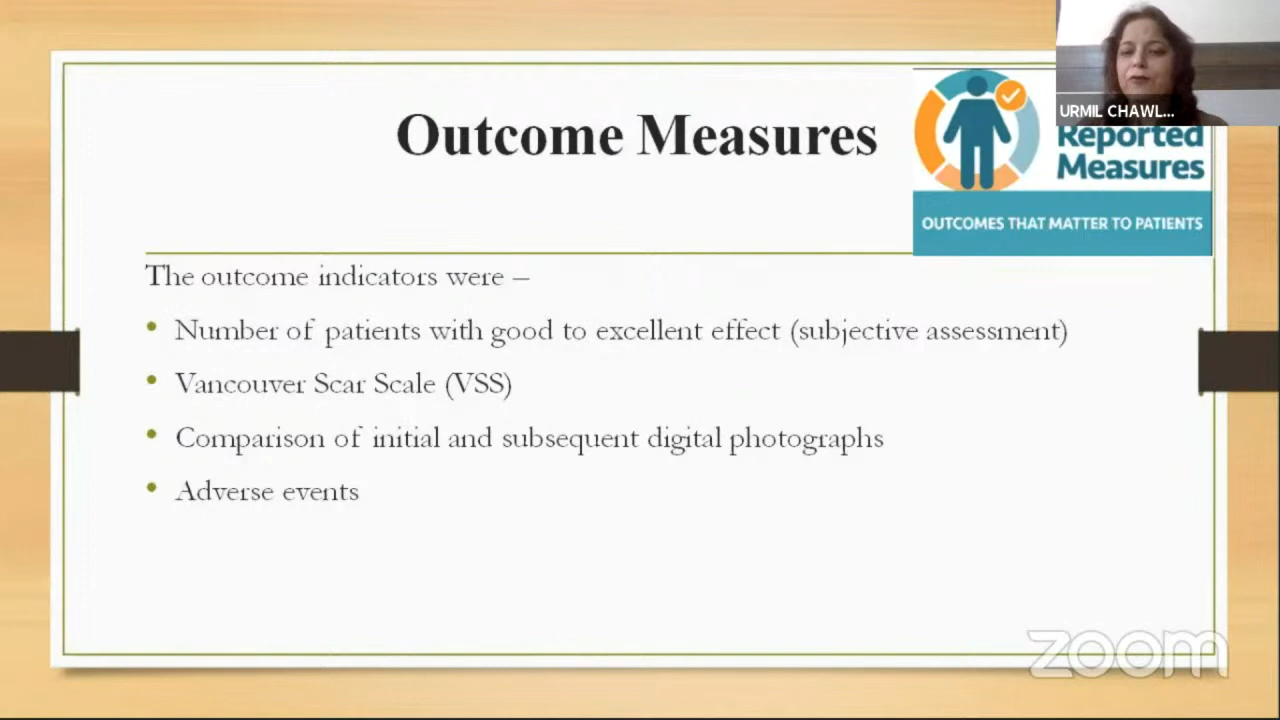 URMIL CHAWL...
Outcome Measures
Reported
Measures
OUTCOMES THAT MATTER TO PATIENTS
The outcome indicators were –
• Number of patients with good to excellent effect (subjective assessment)
• Vancouver Scar Scale (VSS)
• Comparison of initial and subsequent digital photographs
• Adverse events
zoom